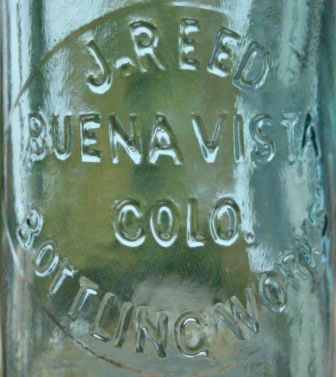 J. REED
BUENA VISTA
COLO.
BOTTLING WORKS